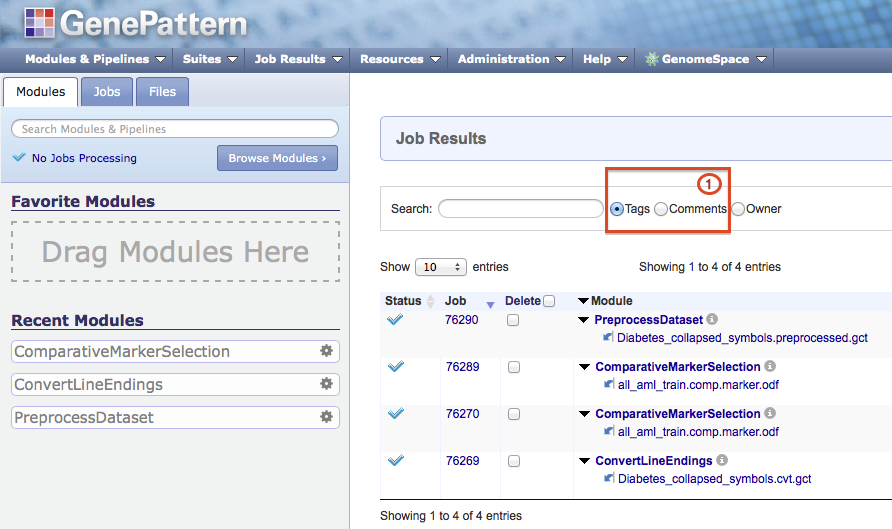 GenePattern
Modules & Pipelines Suites Job Results Resources Administration Help GenomeSpace
Modules Jobs Files
Search Modules & Pipelines
No Jobs Processing Browse Modules ›
Favorite Modules
Drag Modules Here
Recent Modules
ComparativeMarkerSelection
ConvertLineEndings
PreprocessDataset
Job Results
1
Search: Tags Comments Owner
Show 10 entries Showing 1 to 4 of 4 entries
Status Job Delete Module
76290 PreprocessDataset
Diabetes_collapsed_symbols.preprocessed.gct
76289 ComparativeMarkerSelection
all_aml_train.comp.marker.odf
76270 ComparativeMarkerSelection
all_aml_train.comp.marker.odf
76269 ConvertLineEndings
Diabetes_collapsed_symbols.cvt.gct
Showing 1 to 4 of 4 entries